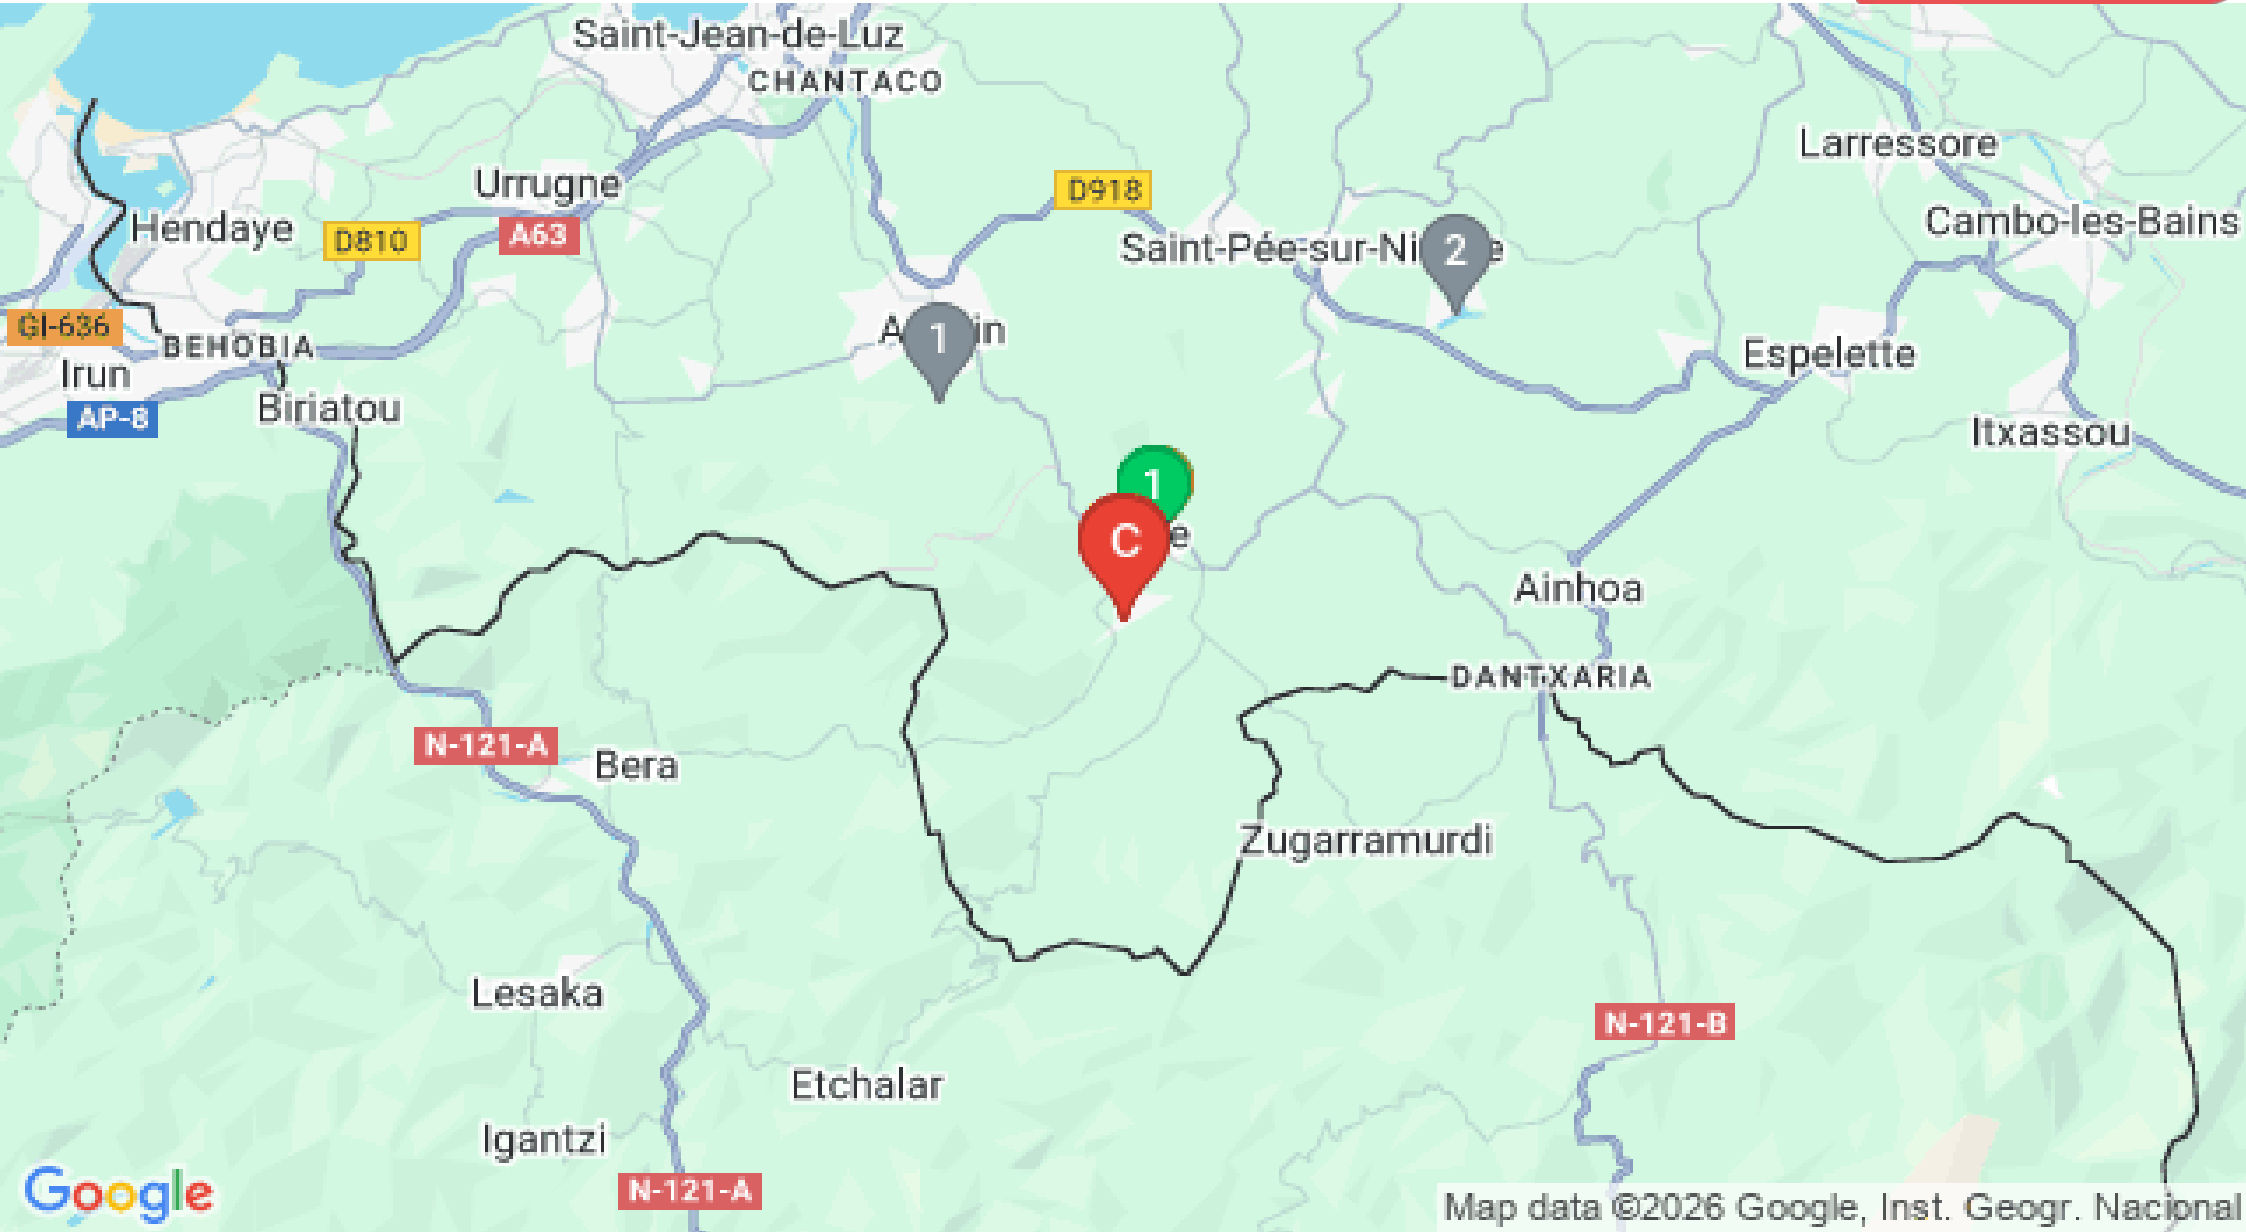 Saint-Jean-de-Luz
CHANTACO
Larressore
D918
Urrugne
Cambo-les-Bains
Hendaye
D810
A63
Saint-Pée-sur-Ni
2
e
GI-636
BEHOBIA
1
in
Espelette
Irun
Biriatou
AP-8
Itxassou
1
C
e
Ainhoa
DANTXARIA
N-121-A
Bera
Zugarramurdi
Lesaka
N-121-B
Etchalar
Igantzi
N-121-A
Google
Map data ©2026 Google, Inst. Geogr. Nacional